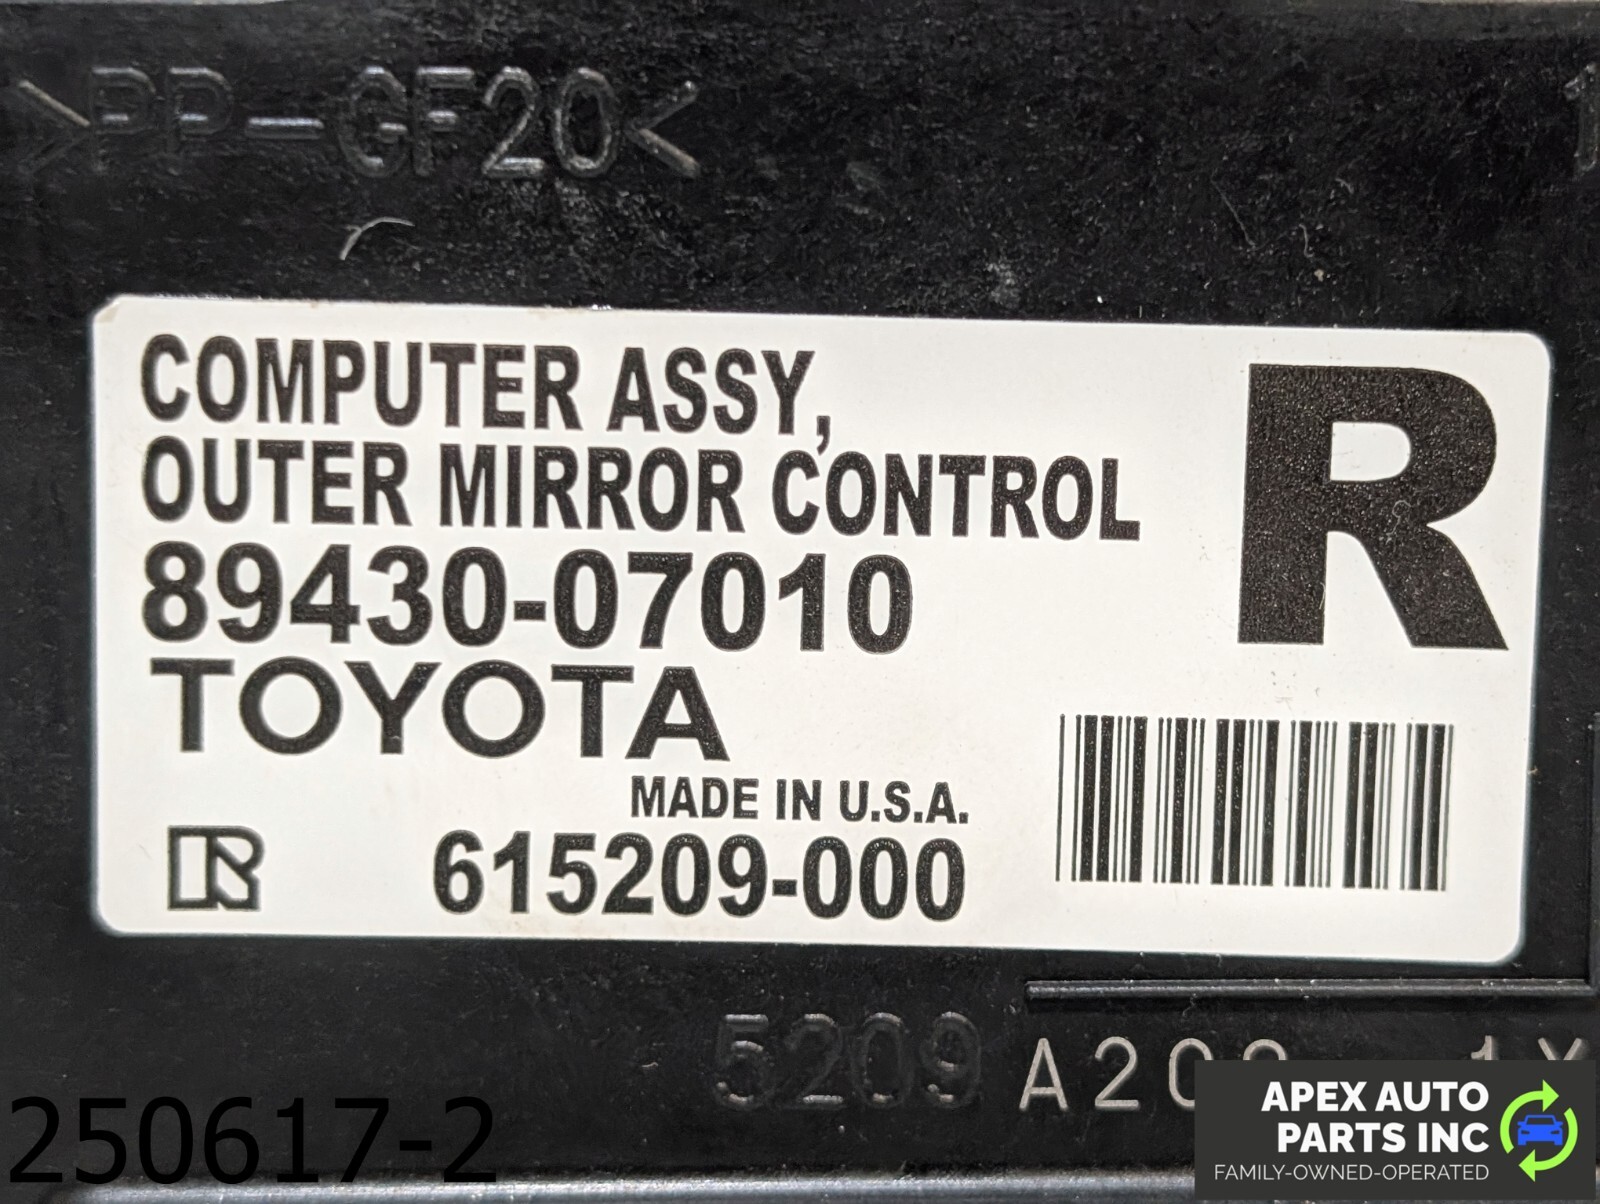 >PP-GF20<
COMPUTER ASSY,
OUTER MIRROR CONTROL
89430-07010
TOYOTA
R
MADE IN U.S.A.
R
615209-000
5209
250617-2
APEX AUTO
PARTS INC
FAMILY-OWNED-OPERATED